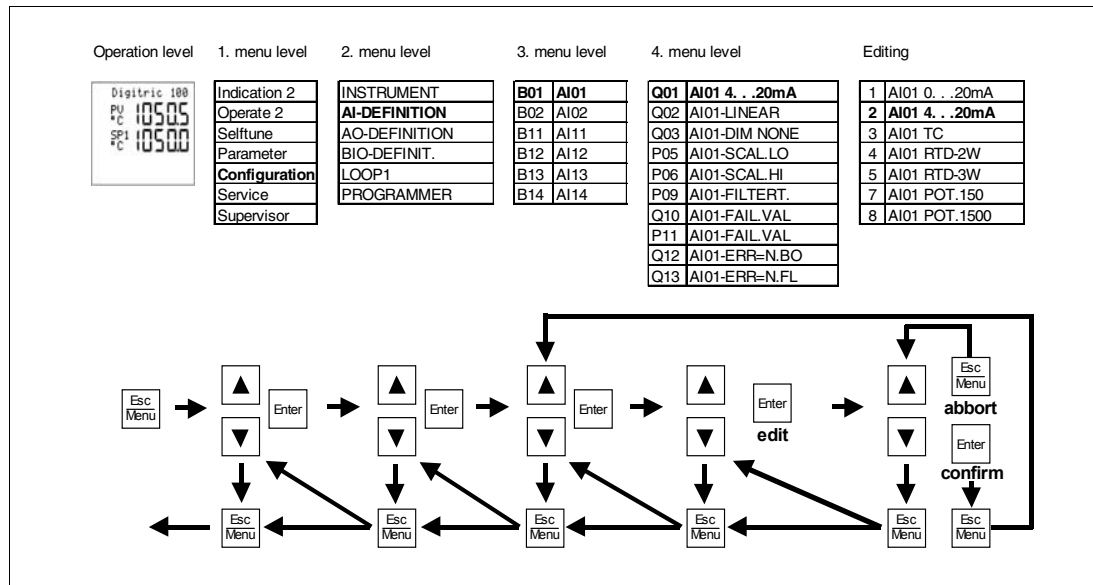 Operation level 1. menu level 2. menu level 3. menu level 4. menu level Editing
Digitric 100
PV °C 1050.5
SP1 °C 1050.0
Indication 2
Operate 2
Selftune
Parameter
Configuration
Service
Supervisor
INSTRUMENT
AI-DEFINITION
AO-DEFINITION
BIO-DEFINIT.
LOOP1
PROGRAMMER
B01 AI01
B02 AI02
B11 AI11
B12 AI12
B13 AI13
B14 AI14
Q01 AI01 4. . .20mA
Q02 AI01-LINEAR
Q03 AI01-DIM NONE
P05 AI01-SCAL.LO
P06 AI01-SCAL.HI
P09 AI01-FILTERT.
Q10 AI01-FAIL.VAL
P11 AI01-FAIL.VAL
Q12 AI01-ERR=N.BO
Q13 AI01-ERR=N.FL
1 AI01 0. . .20mA
2 AI01 4. . .20mA
3 AI01 TC
4 AI01 RTD-2W
5 AI01 RTD-3W
7 AI01 POT.150
8 AI01 POT.1500
Esc
Menu
Enter
Enter
Enter
Enter
edit
Esc
Menu
abbort
Enter
confirm
Esc
Menu
Esc
Menu
Esc
Menu
Esc
Menu
Esc
Menu
Esc
Menu